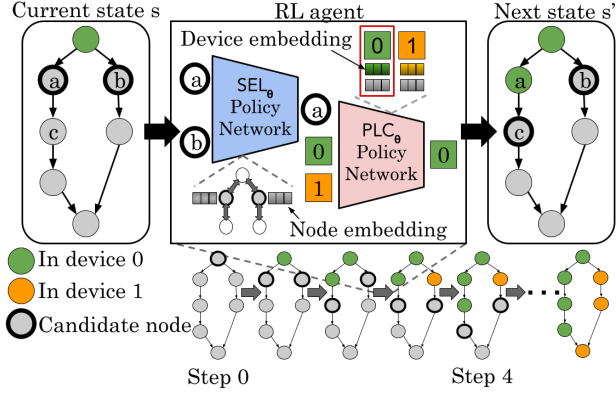 Current state s
RL agent
Next state s'
Device embedding
0 1
a b
a
SELθ
Policy
Network
a
a b
c
b
0
PLCθ
Policy
Network
0
c
1
Node embedding
In device 0
In device 1
Candidate node
Step 0
Step 4